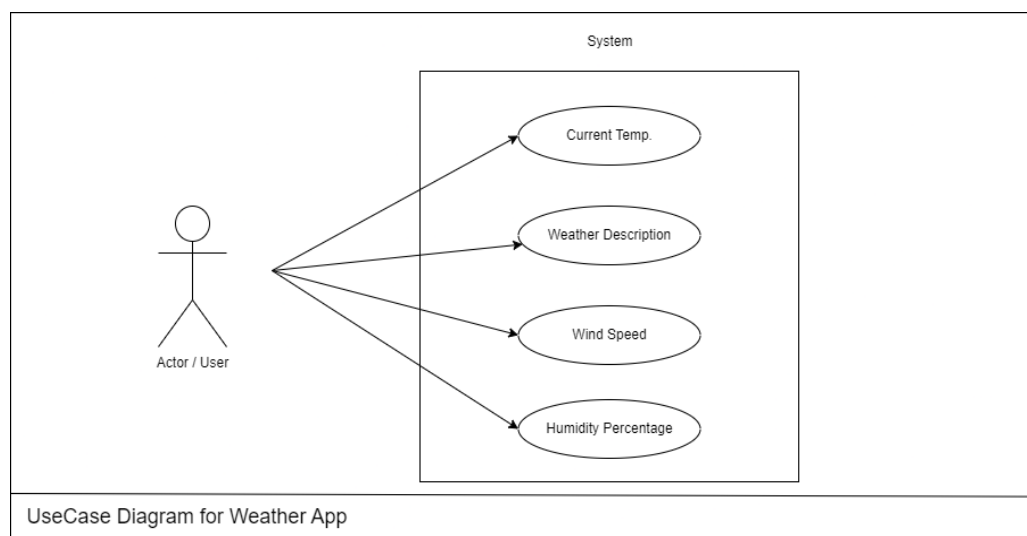 System
Current Temp.
Weather Description
Wind Speed
Actor / User
Humidity Percentage
UseCase Diagram for Weather App